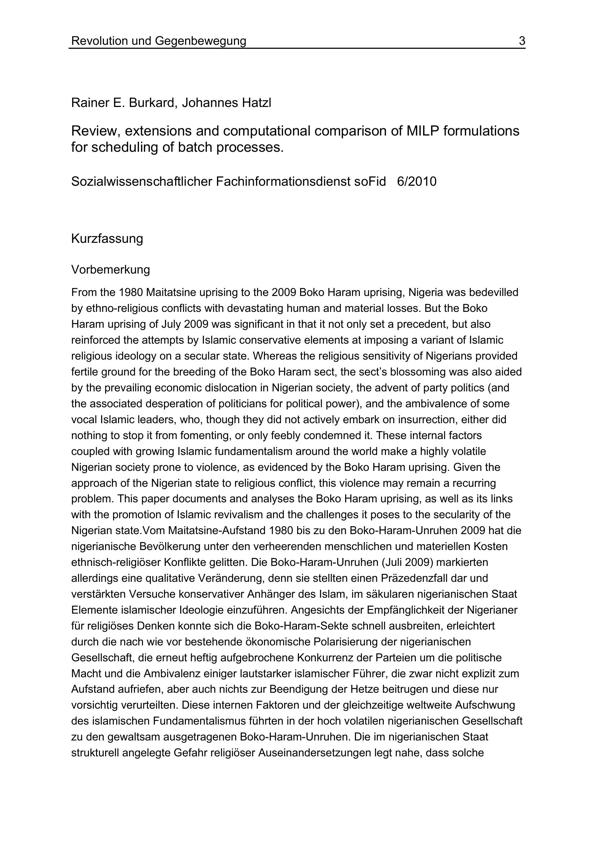 Revolution und Gegenbewegung 3
Rainer E. Burkard, Johannes Hatzl
Review, extensions and computational comparison of MILP formulations
for scheduling of batch processes.
Sozialwissenschaftlicher Fachinformationsdienst soFid 6/2010
Kurzfassung
Vorbemerkung
From the 1980 Maitatsine uprising to the 2009 Boko Haram uprising, Nigeria was bedevilled
by ethno-religious conflicts with devastating human and material losses. But the Boko
Haram uprising of July 2009 was significant in that it not only set a precedent, but also
reinforced the attempts by Islamic conservative elements at imposing a variant of Islamic
religious ideology on a secular state. Whereas the religious sensitivity of Nigerians provided
fertile ground for the breeding of the Boko Haram sect, the sect's blossoming was also aided
by the prevailing economic dislocation in Nigerian society, the advent of party politics (and
the associated desperation of politicians for political power), and the ambivalence of some
vocal Islamic leaders, who, though they did not actively embark on insurrection, either did
nothing to stop it from fomenting, or only feebly condemned it. These internal factors
coupled with growing Islamic fundamentalism around the world make a highly volatile
Nigerian society prone to violence, as evidenced by the Boko Haram uprising. Given the
approach of the Nigerian state to religious conflict, this violence may remain a recurring
problem. This paper documents and analyses the Boko Haram uprising, as well as its links
with the promotion of Islamic revivalism and the challenges it poses to the secularity of the
Nigerian state.Vom Maitatsine-Aufstand 1980 bis zu den Boko-Haram-Unruhen 2009 hat die
nigerianische Bevölkerung unter den verheerenden menschlichen und materiellen Kosten
ethnisch-religiöser Konflikte gelitten. Die Boko-Haram-Unruhen (Juli 2009) markierten
allerdings eine qualitative Veränderung, denn sie stellten einen Präzedenzfall dar und
verstärkten Versuche konservativer Anhänger des Islam, im säkularen nigerianischen Staat
Elemente islamischer Ideologie einzuführen. Angesichts der Empfänglichkeit der Nigerianer
für religiöses Denken konnte sich die Boko-Haram-Sekte schnell ausbreiten, erleichtert
durch die nach wie vor bestehende ökonomische Polarisierung der nigerianischen
Gesellschaft, die erneut heftig aufgebrochene Konkurrenz der Parteien um die politische
Macht und die Ambivalenz einiger lautstarker islamischer Führer, die zwar nicht explizit zum
Aufstand aufriefen, aber auch nichts zur Beendigung der Hetze beitrugen und diese nur
vorsichtig verurteilten. Diese internen Faktoren und der gleichzeitige weltweite Aufschwung
des islamischen Fundamentalismus führten in der hoch volatilen nigerianischen Gesellschaft
zu den gewaltsam ausgetragenen Boko-Haram-Unruhen. Die im nigerianischen Staat
strukturell angelegte Gefahr religiöser Auseinandersetzungen legt nahe, dass solche